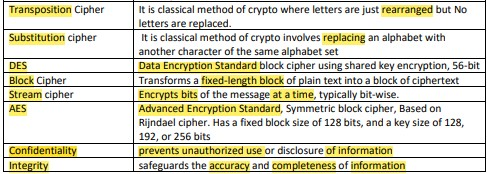 Transposition Cipher It is classical method of crypto where letters are just rearranged but No
letters are replaced.
Substitution cipher It is classical method of crypto involves replacing an alphabet with
another character of the same alphabet set
DES Data Encryption Standard block cipher using shared key encryption, 56-bit
Block Cipher Transforms a fixed-length block of plain text into a block of ciphertext
Stream cipher Encrypts bits of the message at a time, typically bit-wise.
AES Advanced Encryption Standard, Symmetric block cipher, Based on
Rijndael cipher. Has a fixed block size of 128 bits, and a key size of 128,
192, or 256 bits
Confidentiality prevents unauthorized use or disclosure of information
Integrity safeguards the accuracy and completeness of information